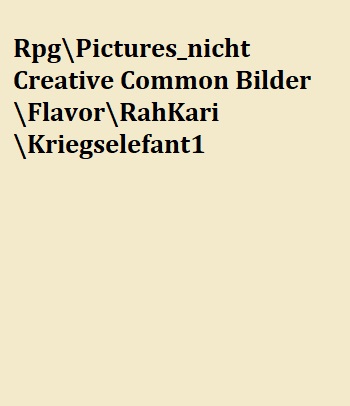 Rpg\Pictures_nicht
Creative Common Bilder
\Flavor\RahKari
\Kriegselefant1